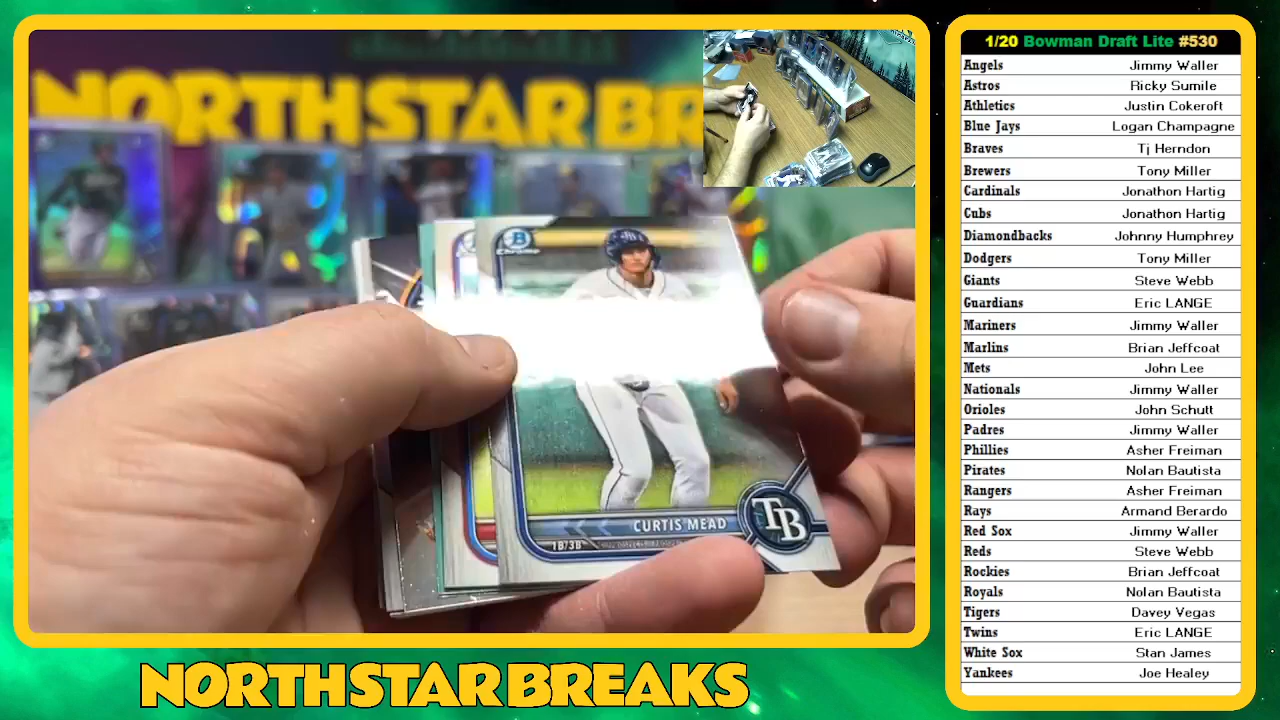 NORTHSTAR BRE
Chrome
CURTIS MEAD
TB
1B/3B
NORTHSTAR BREAKS
1/20 Bowman Draft Lite #530
Angels Jimmy Waller
Astros Ricky Sumile
Athletics Justin Cokeroft
Blue Jays Logan Champagne
Braves Tj Herndon
Brewers Tony Miller
Cardinals Jonathon Hartig
Cubs Jonathon Hartig
Diamondbacks Johnny Humphrey
Dodgers Tony Miller
Giants Steve Webb
Guardians Eric LANGE
Mariners Jimmy Waller
Marlins Brian Jeffcoat
Mets John Lee
Nationals Jimmy Waller
Orioles John Schutt
Padres Jimmy Waller
Phillies Asher Freiman
Pirates Nolan Bautista
Rangers Asher Freiman
Rays Armand Berardo
Red Sox Jimmy Waller
Reds Steve Webb
Rockies Brian Jeffcoat
Royals Nolan Bautista
Tigers Davey Vegas
Twins Eric LANGE
White Sox Stan James
Yankees Joe Healey